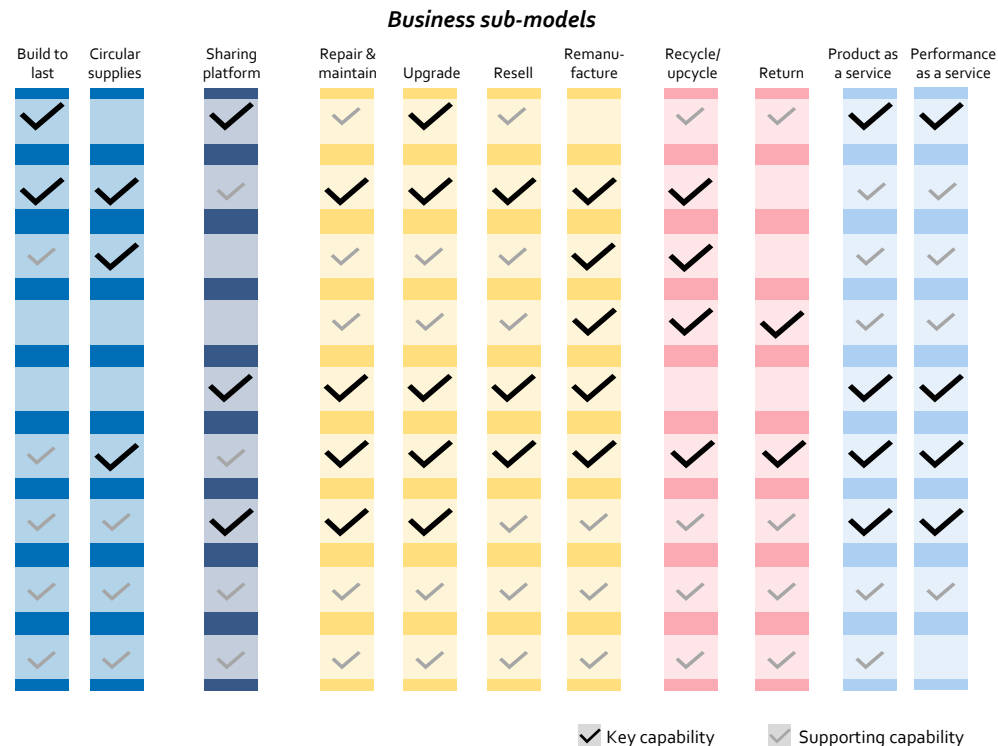 Business sub-models
Build to
last
Circular
supplies
Sharing
platform
Repair &
maintain
Upgrade
Resell
Remanu-
facture
Recycle/
upcycle
Return
Product as
a service
Performance
as a service
Key capability
Supporting capability